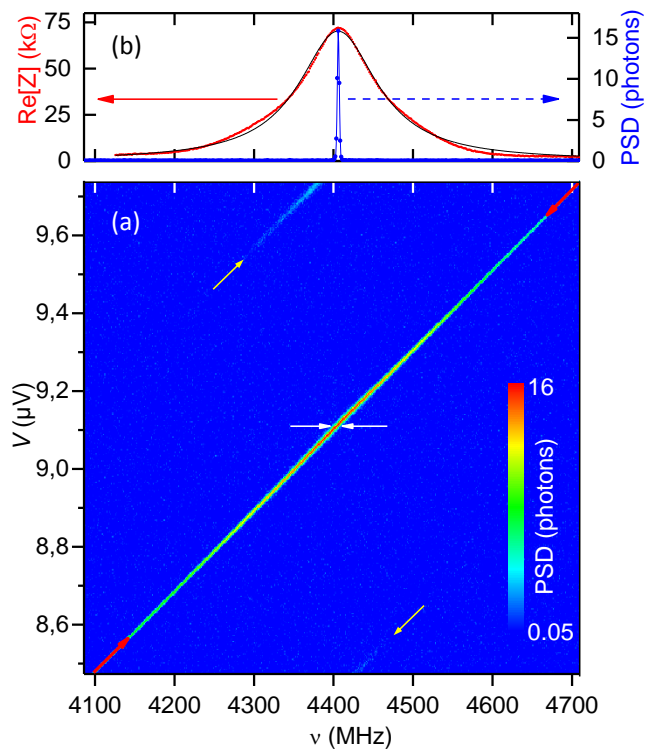 (b)
75
50
25
0
Re[Z] (kΩ)
15
10
5
0
PSD (photons)
(a)
9,6
9,4
9,2
9,0
8,8
8,6
V (µV)
16
PSD (photons)
0.05
4100 4200 4300 4400 4500 4600 4700
ν (MHz)